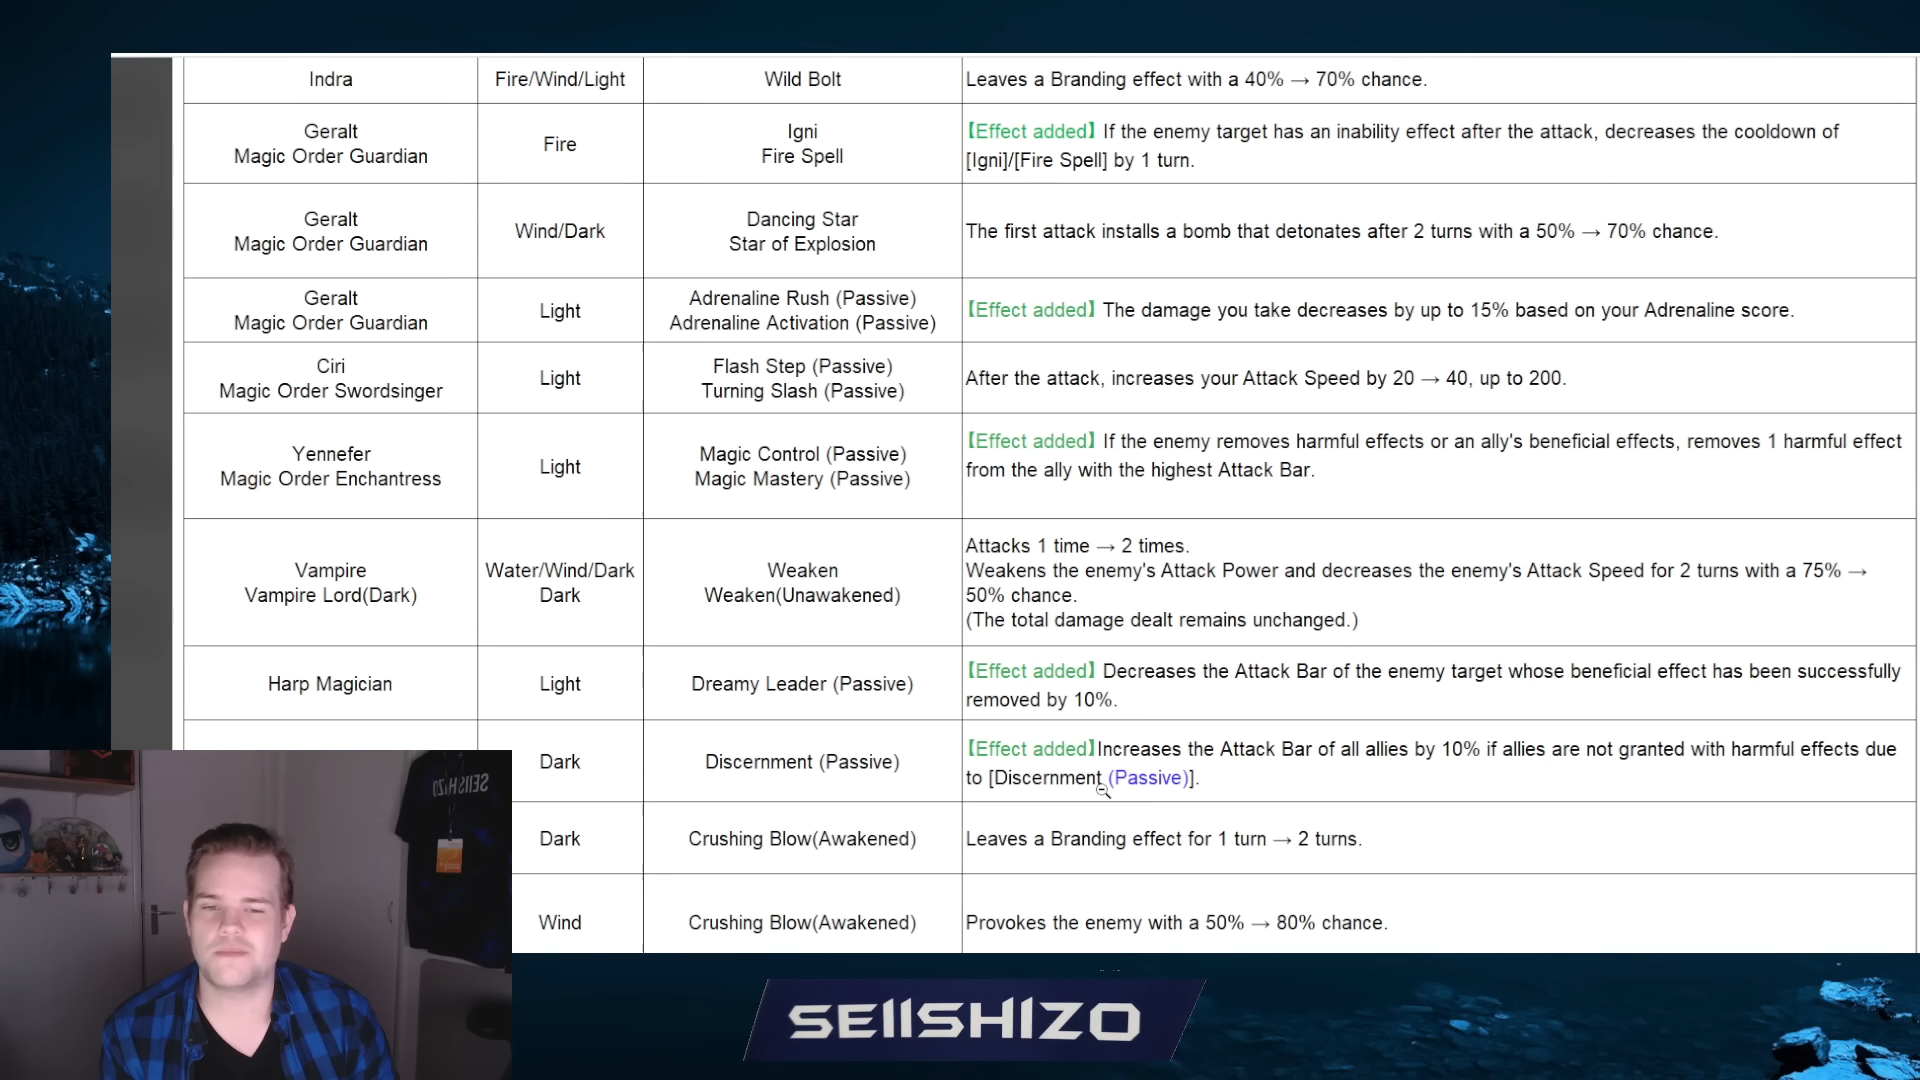 Indra
Fire/Wind/Light
Wild Bolt
Leaves a Branding effect with a 40% → 70% chance.
Geralt
Magic Order Guardian
Fire
Igni
Fire Spell
【Effect added】 If the enemy target has an inability effect after the attack, decreases the cooldown of
[Igni]/[Fire Spell] by 1 turn.
Geralt
Magic Order Guardian
Wind/Dark
Dancing Star
Star of Explosion
The first attack installs a bomb that detonates after 2 turns with a 50% → 70% chance.
Geralt
Magic Order Guardian
Light
Adrenaline Rush (Passive)
Adrenaline Activation (Passive)
【Effect added】 The damage you take decreases by up to 15% based on your Adrenaline score.
Ciri
Magic Order Swordsinger
Light
Flash Step (Passive)
Turning Slash (Passive)
After the attack, increases your Attack Speed by 20 → 40, up to 200.
Yennefer
Magic Order Enchantress
Light
Magic Control (Passive)
Magic Mastery (Passive)
【Effect added】 If the enemy removes harmful effects or an ally's beneficial effects, removes 1 harmful effect
from the ally with the highest Attack Bar.
Vampire
Vampire Lord(Dark)
Water/Wind/Dark
Dark
Weaken
Weaken(Unawakened)
Attacks 1 time → 2 times.
Weakens the enemy's Attack Power and decreases the enemy's Attack Speed for 2 turns with a 75% →
50% chance.
(The total damage dealt remains unchanged.)
Harp Magician
Light
Dreamy Leader (Passive)
【Effect added】 Decreases the Attack Bar of the enemy target whose beneficial effect has been successfully
removed by 10%.
Dark
Discernment (Passive)
【Effect added】Increases the Attack Bar of all allies by 10% if allies are not granted with harmful effects due
to [Discernment (Passive)].
Dark
Crushing Blow(Awakened)
Leaves a Branding effect for 1 turn → 2 turns.
Wind
Crushing Blow(Awakened)
Provokes the enemy with a 50% → 80% chance.
SEIISHIZO
SEIISHIZO